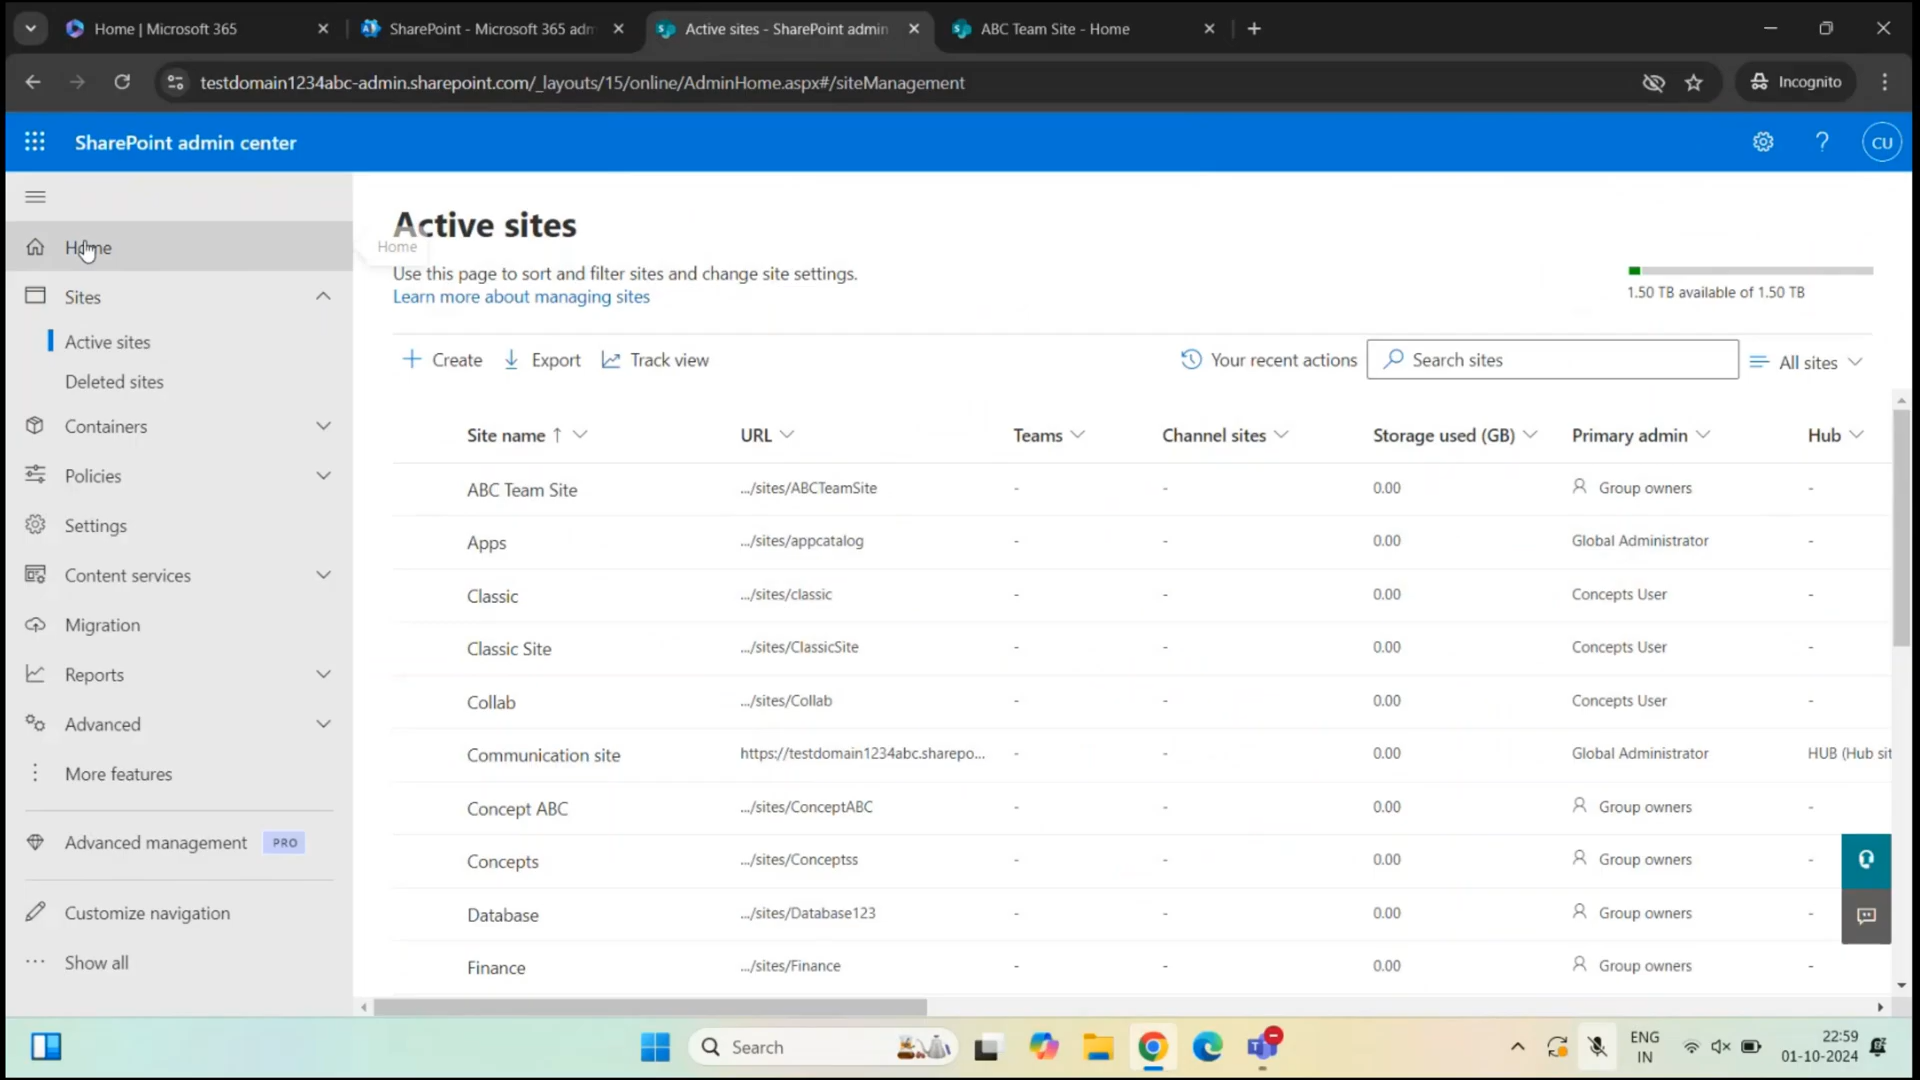 Home | Microsoft 365
SharePoint - Microsoft 365 adm
Active sites - SharePoint admin
ABC Team Site - Home
testdomain1234abc-admin.sharepoint.com/_layouts/15/online/AdminHome.aspx#/siteManagement
Incognito
SharePoint admin center
CU
Home
Sites
Active sites
Deleted sites
Containers
Policies
Settings
Content services
Migration
Reports
Advanced
More features
Advanced management PRO
Customize navigation
Show all
Active sites
Home
Use this page to sort and filter sites and change site settings.
Learn more about managing sites
1.50 TB available of 1.50 TB
Create Export Track view Your recent actions Search sites All sites
Site name ↑ URL Teams Channel sites Storage used (GB) Primary admin Hub
ABC Team Site .../sites/ABCTeamSite - - 0.00 Group owners -
Apps .../sites/appcatalog - - 0.00 Global Administrator -
Classic .../sites/classic - - 0.00 Concepts User -
Classic Site .../sites/ClassicSite - - 0.00 Concepts User -
Collab .../sites/Collab - - 0.00 Concepts User -
Communication site https://testdomain1234abc.sharepo... - - 0.00 Global Administrator HUB (Hub sit
Concept ABC .../sites/ConceptABC - - 0.00 Group owners -
Concepts .../sites/Conceptss - - 0.00 Group owners -
Database .../sites/Database123 - - 0.00 Group owners -
Finance .../sites/Finance - - 0.00 Group owners -
Search
ENG
IN
22:59
01-10-2024